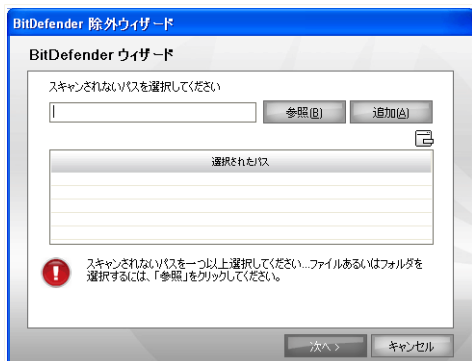 BitDefender 除外ウィザード
BitDefender ウィザード
スキャンされないパスを選択してください
参照(B)
追加(A)
選択されたパス
スキャンされないパスを一つ以上選択してください...ファイルあるいはフォルダを
選択するには、「参照」をクリックしてください。
次へ>
キャンセル